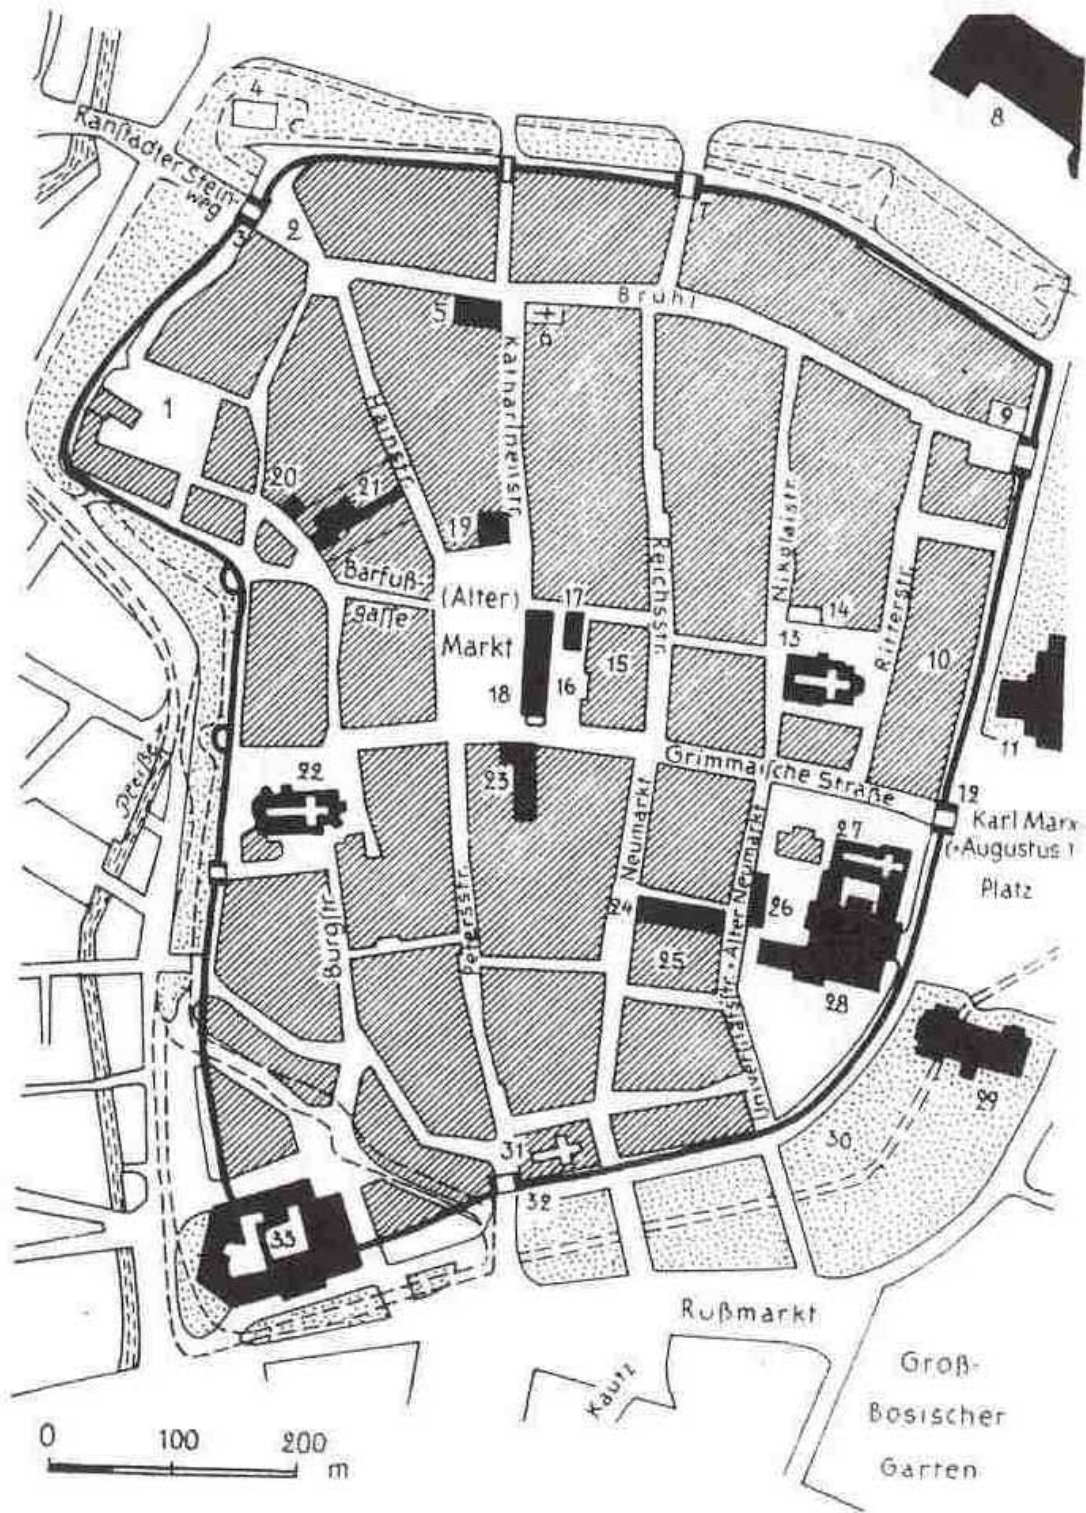 4
8
Ranstädter Stein-
weg
3
2
7
Brühl
5
6
Katharinenstr.
9
1
Hainstr.
20
21
19
Reichsstr.
Nikolaistr.
Ritterstr.
Barfuß-
gasse
(Alter)
Markt
17
14
13
18
16
15
10
11
Grimmaische Straße
12
Karl Marx-
(*Augustus-)
Platz
Pleiße
22
23
Neumarkt
27
24
26
Burgstr.
Petersstr.
25
Universitätsstr. * Alter Neumarkt
28
29
30
31
32
33
Rußmarkt
Kautz
Groß-
Bosischer
Garten
0 100 200
m